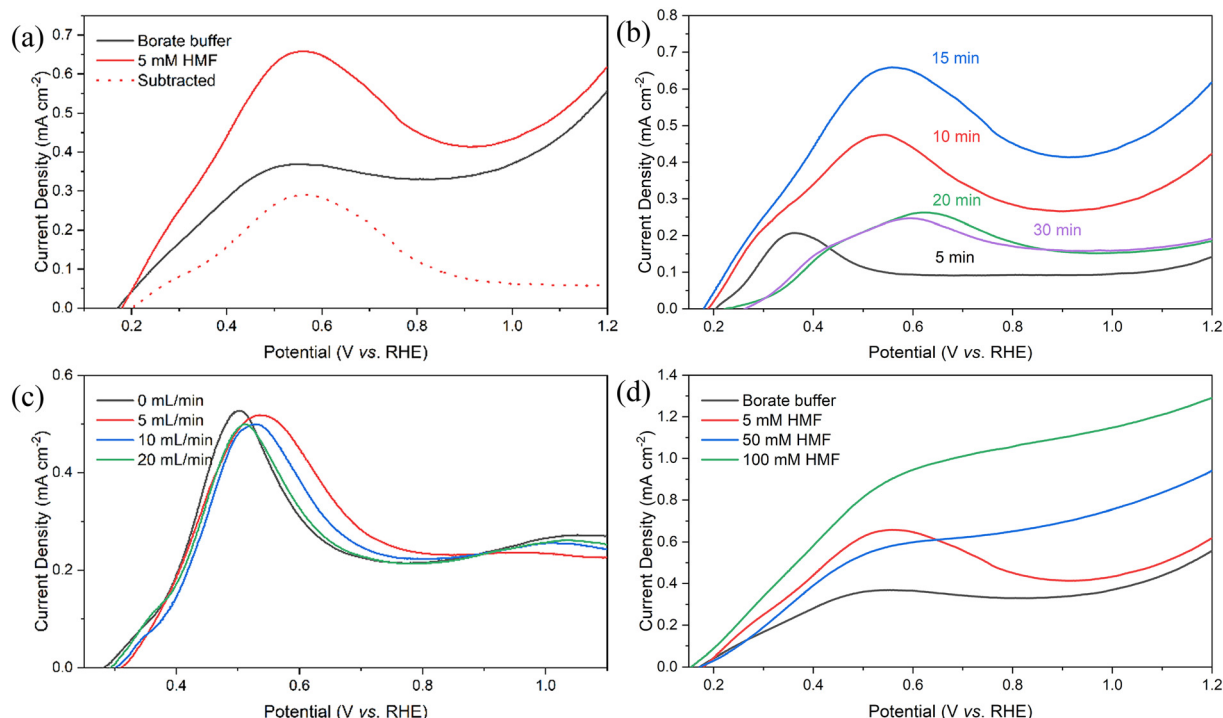 (a)
Borate buffer
5 mM HMF
Subtracted
Current Density (mA cm⁻²)
0.7
0.6
0.5
0.4
0.3
0.2
0.1
0.0
0.2 0.4 0.6 0.8 1.0 1.2
Potential (V vs. RHE)
(b)
15 min
10 min
20 min
30 min
5 min
Current Density (mA cm⁻²)
0.8
0.7
0.6
0.5
0.4
0.3
0.2
0.1
0.0
0.2 0.4 0.6 0.8 1.0 1.2
Potential (V vs. RHE)
(c)
0 mL/min
5 mL/min
10 mL/min
20 mL/min
Current Density (mA cm⁻²)
0.6
0.4
0.2
0.0
0.4 0.6 0.8 1.0
Potential (V vs. RHE)
(d)
Borate buffer
5 mM HMF
50 mM HMF
100 mM HMF
Current Density (mA cm⁻²)
1.4
1.2
1.0
0.8
0.6
0.4
0.2
0.0
0.2 0.4 0.6 0.8 1.0 1.2
Potential (V vs. RHE)